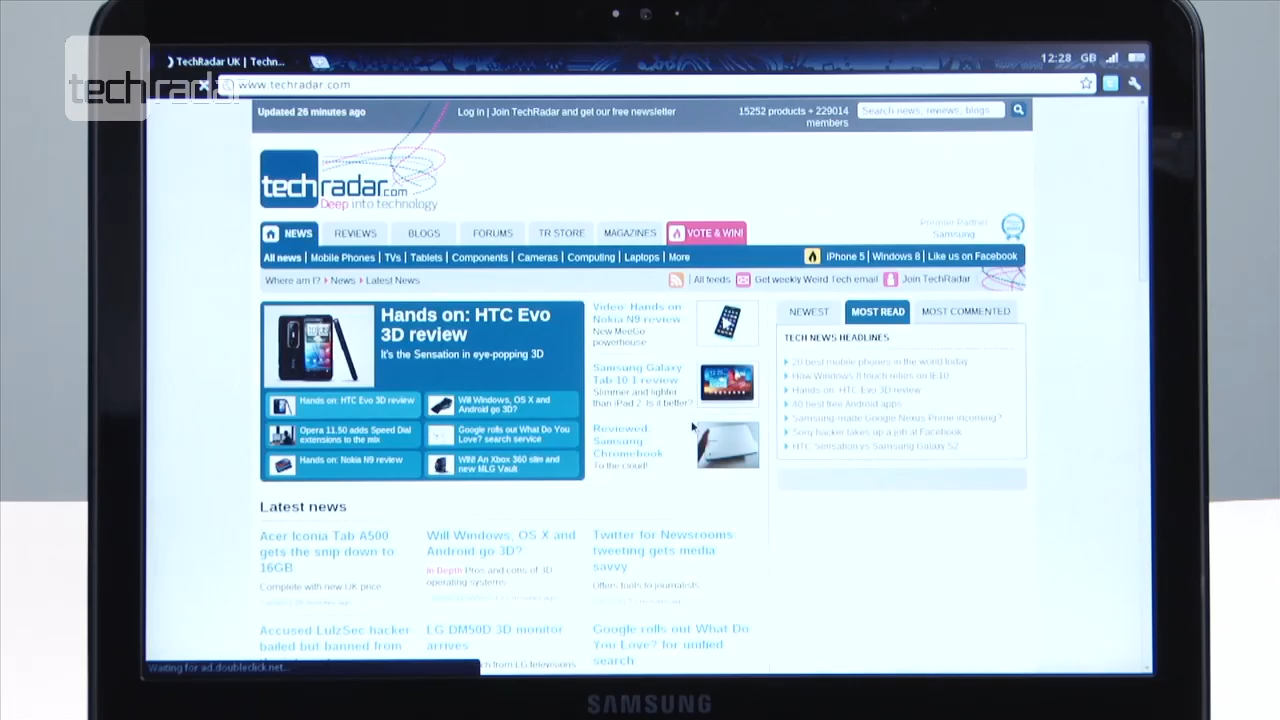 techradar
TechRadar UK | Techn...
12:28 GB
www.techradar.com
Updated 26 minutes ago
Log in | Join TechRadar and get our free newsletter
15252 products + 229014
members
Search news, reviews, blogs
techradar.com
Deep into technology
NEWS REVIEWS BLOGS FORUMS TR STORE MAGAZINES VOTE & WIN!
Premier Partner
Samsung
All news | Mobile Phones | TVs | Tablets | Components | Cameras | Computing | Laptops | More
iPhone 5 | Windows 8 | Like us on Facebook
Where am I? News Latest News
All feeds Get weekly Weird Tech email Join TechRadar
Hands on: HTC Evo
3D review
It's the Sensation in eye-popping 3D
Hands on: HTC Evo 3D review
Will Windows, OS X and
Android go 3D?
Opera 11.50 adds Speed Dial
extensions to the mix
Google rolls out What Do You
Love? search service
Hands on: Nokia N9 review
WIN! An Xbox 360 slim and
new MLG Vault
Video: Hands on:
Nokia N9 review
New MeeGo
powerhouse
Samsung Galaxy
Tab 10.1 review
Slimmer and lighter
than iPad 2. Is it better?
Reviewed:
Samsung
Chromebook
To the cloud!
NEWEST MOST READ MOST COMMENTED
TECH NEWS HEADLINES
20 best mobile phones in the world today
How Windows 8 touch relies on IE10
Hands on: HTC Evo 3D review
40 best free Android apps
Samsung-made Google Nexus Prime incoming?
Sony hacker takes up a job at Facebook
HTC Sensation vs Samsung Galaxy S2
Latest news
Acer Iconia Tab A500
gets the snip down to
16GB
Complete with new UK price
Will Windows, OS X and
Android go 3D?
In Depth Pros and cons of 3D
operating systems
Twitter for Newsrooms:
tweeting gets media
savvy
Offers tools to journalists
Accused LulzSec hacker
bailed but banned from
LG DM50D 3D monitor
arrives
from LG televisions
Google rolls out What Do
You Love? for unified
search
Waiting for ad.doubleclick.net...
SAMSUNG